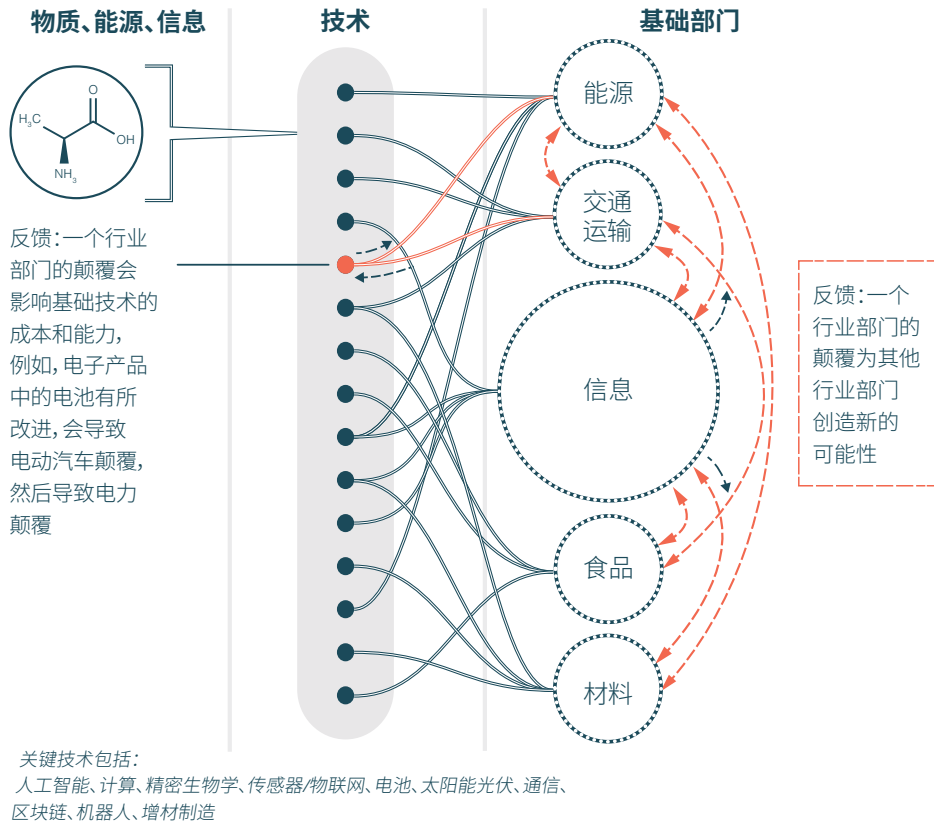 物质、能源、信息
技术
基础部门
O
H3C
OH
NH3
能源
交通
运输
信息
食品
材料
反馈：一个行业
部门的颠覆会
影响基础技术的
成本和能力，
例如，电子产品
中的电池有所
改进，会导致
电动汽车颠覆，
然后导致电力
颠覆
反馈：一个
行业部门的
颠覆为其他
行业部门
创造新的
可能性
关键技术包括：
人工智能、计算、精密生物学、传感器/物联网、电池、太阳能光伏、通信、
区块链、机器人、增材制造